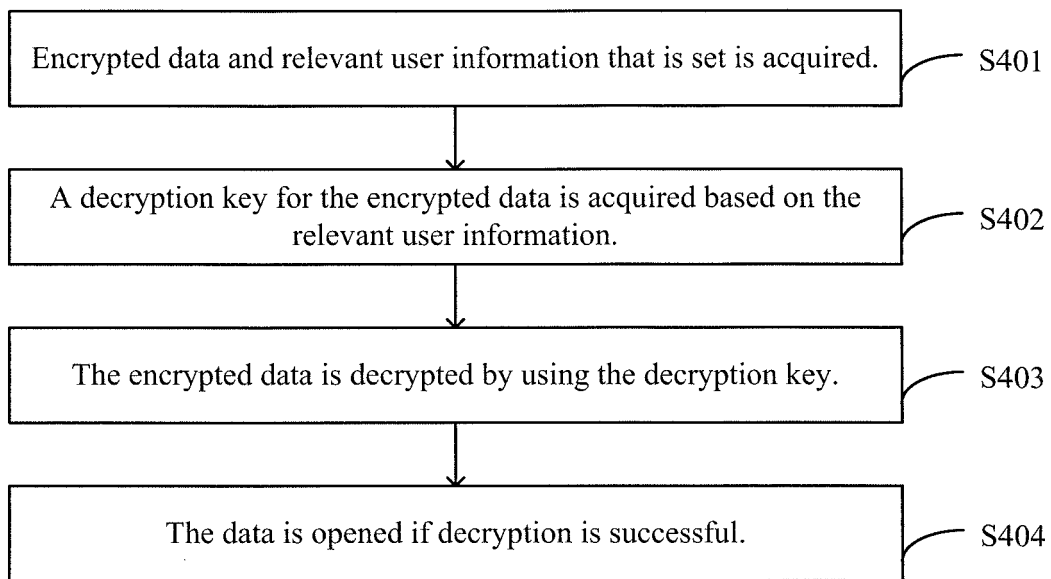 Encrypted data and relevant user information that is set is acquired.
S401
A decryption key for the encrypted data is acquired based on the
relevant user information.
S402
The encrypted data is decrypted by using the decryption key.
S403
The data is opened if decryption is successful.
S404